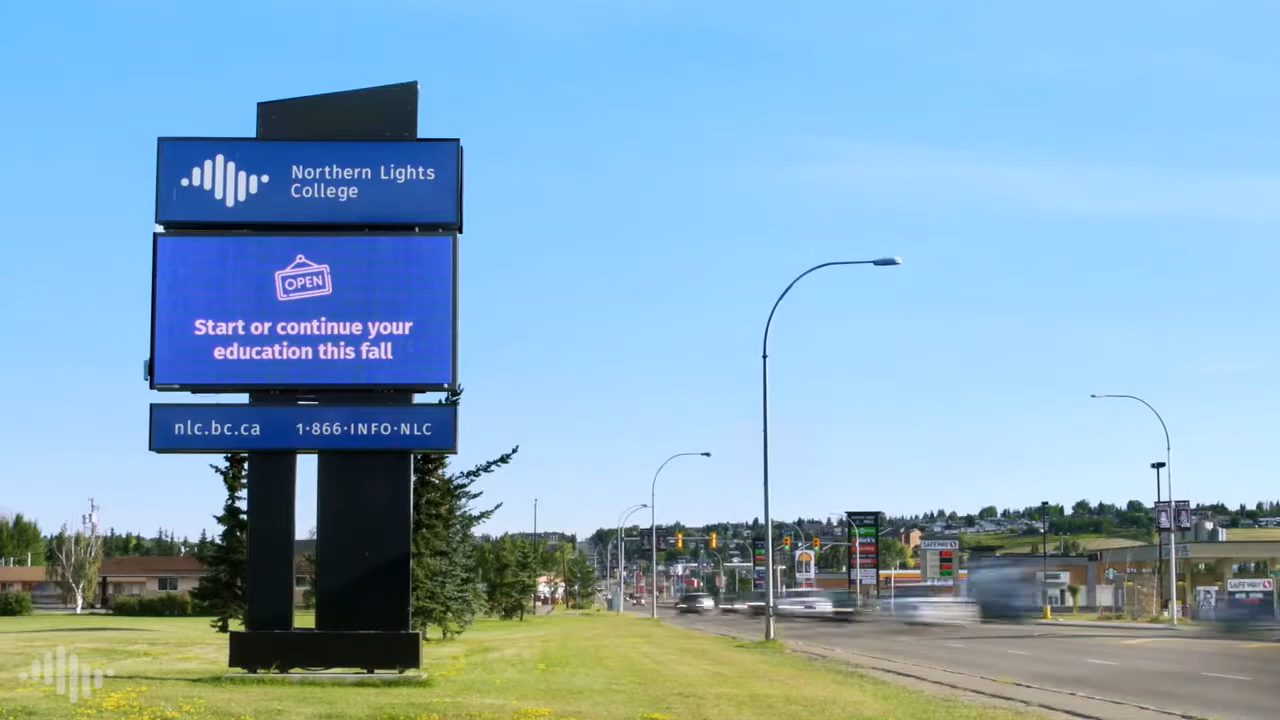 Northern Lights
College
OPEN
Start or continue your
education this fall
nlc.bc.ca 1·866·INFO·NLC
SAFEWAY
SAFEWAY